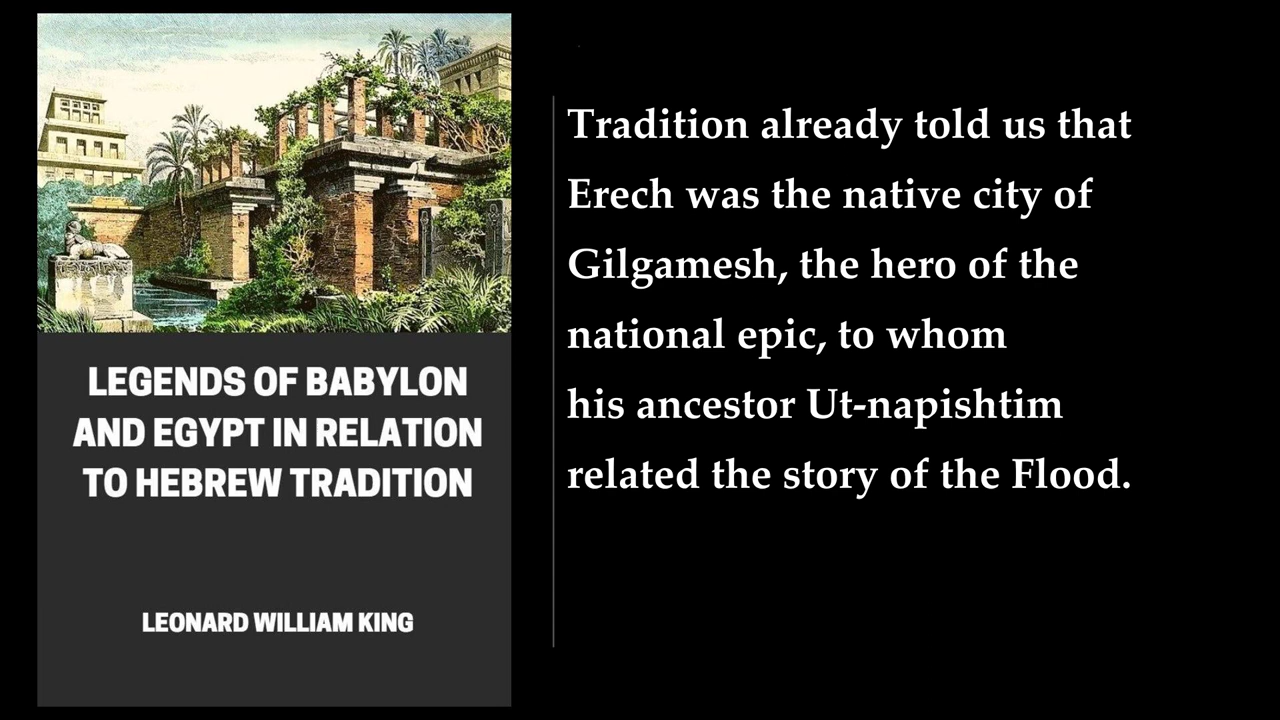 LEGENDS OF BABYLON
AND EGYPT IN RELATION
TO HEBREW TRADITION
LEONARD WILLIAM KING
Tradition already told us that
Erech was the native city of
Gilgamesh, the hero of the
national epic, to whom
his ancestor Ut-napishtim
related the story of the Flood.